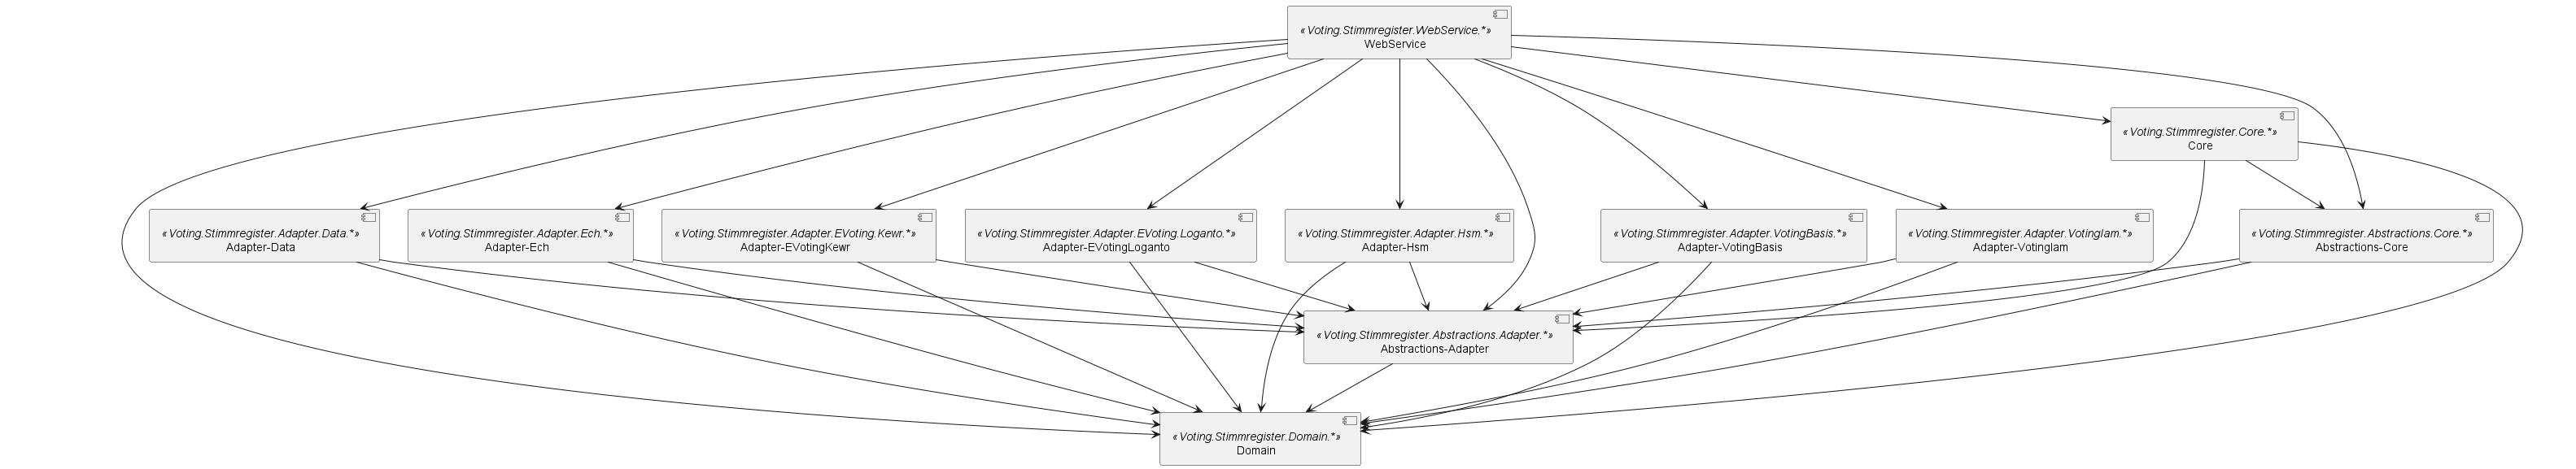 «Voting.Stimmregister.WebService.*»
WebService
«Voting.Stimmregister.Core.*»
Core
«Voting.Stimmregister.Adapter.Data.*»
Adapter-Data
«Voting.Stimmregister.Adapter.Ech.*»
Adapter-Ech
«Voting.Stimmregister.Adapter.EVoting.Kewr.*»
Adapter-EVotingKewr
«Voting.Stimmregister.Adapter.EVoting.Loganto.*»
Adapter-EVotingLoganto
«Voting.Stimmregister.Adapter.Hsm.*»
Adapter-Hsm
«Voting.Stimmregister.Adapter.VotingBasis.*»
Adapter-VotingBasis
«Voting.Stimmregister.Adapter.VotingIam.*»
Adapter-VotingIam
«Voting.Stimmregister.Abstractions.Core.*»
Abstractions-Core
«Voting.Stimmregister.Abstractions.Adapter.*»
Abstractions-Adapter
«Voting.Stimmregister.Domain.*»
Domain